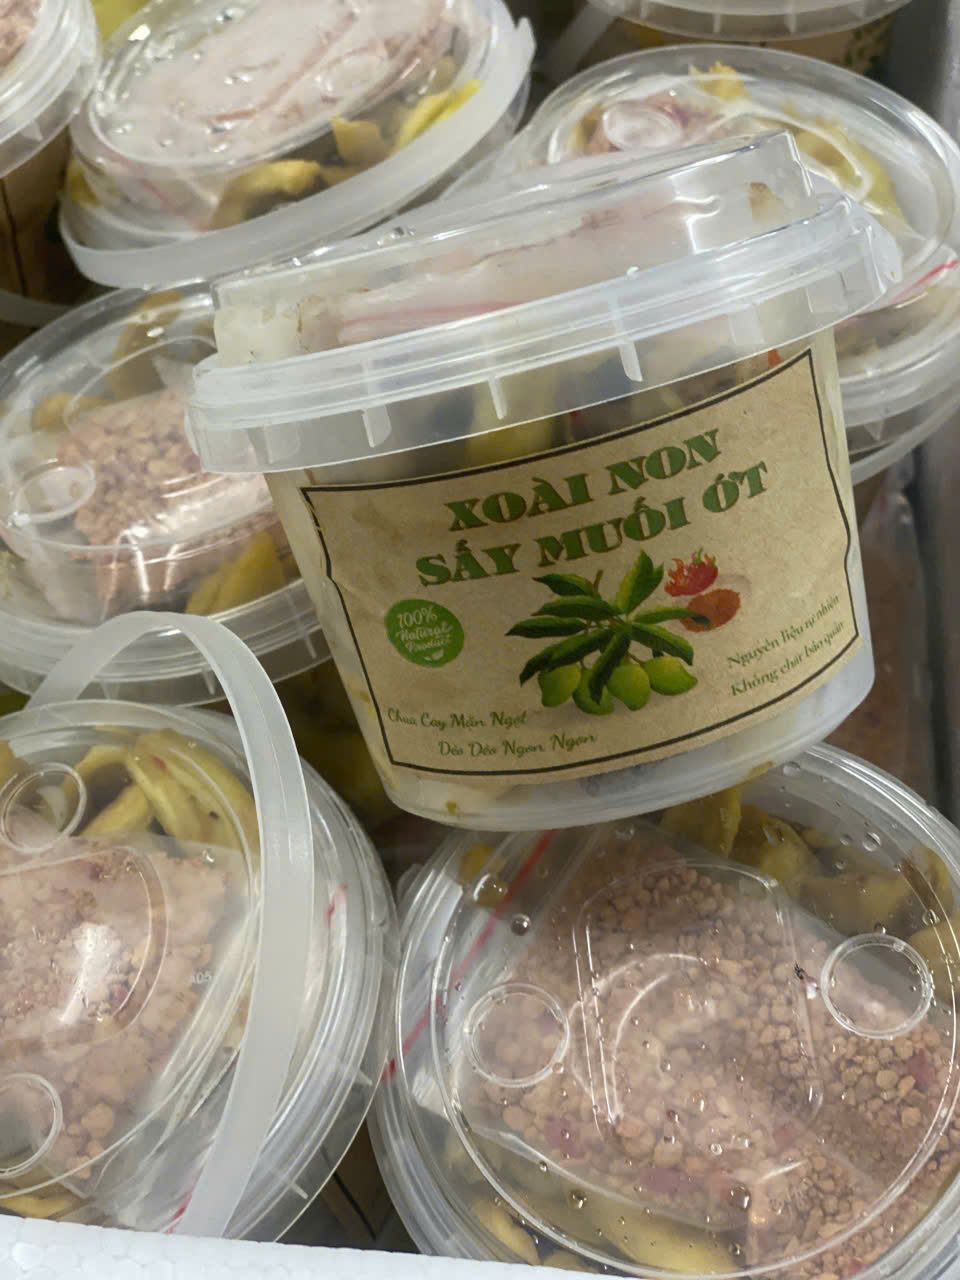 XOÀI NON
SẤY MUỐI ỚT
100%
Natural
Product
Nguyên liệu tự nhiên
Không chất bảo quản
Chua Cay Mặn Ngọt
Dẻo Dẻo Ngon Ngon